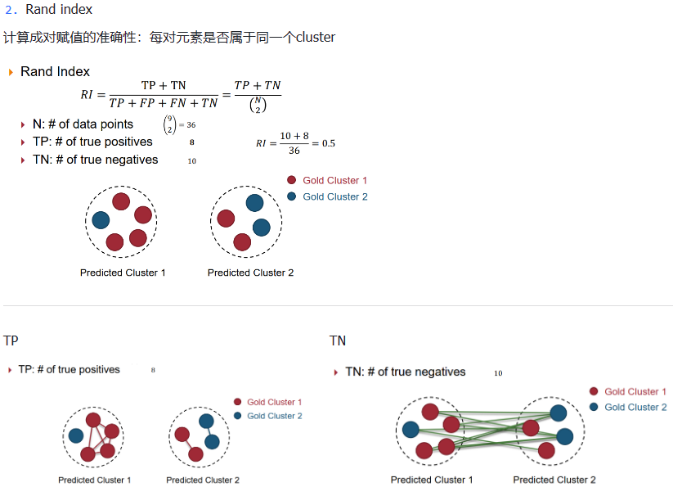 2. Rand index
计算成对赋值的准确性：每对元素是否属于同一个cluster
Rand Index
RI = (TP + TN) / (TP + FP + FN + TN) = (TP + TN) / (N 2)
N: # of data points (9 2) = 36
TP: # of true positives 8
RI = (10 + 8) / 36 = 0.5
TN: # of true negatives 10
Gold Cluster 1
Gold Cluster 2
Predicted Cluster 1 Predicted Cluster 2
TP
TP: # of true positives 8
Gold Cluster 1
Gold Cluster 2
Predicted Cluster 1 Predicted Cluster 2
TN
TN: # of true negatives 10
Gold Cluster 1
Gold Cluster 2
Predicted Cluster 1 Predicted Cluster 2